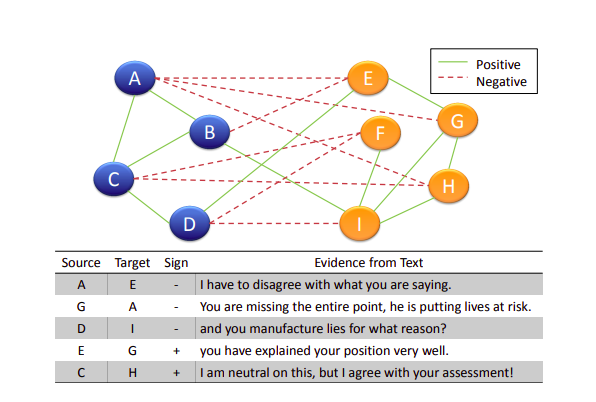 A
E
Positive
Negative
G
B
F
C
H
D
I
Source Target Sign Evidence from Text
A E - I have to disagree with what you are saying.
G A - You are missing the entire point, he is putting lives at risk.
D I - and you manufacture lies for what reason?
E G + you have explained your position very well.
C H + I am neutral on this, but I agree with your assessment!